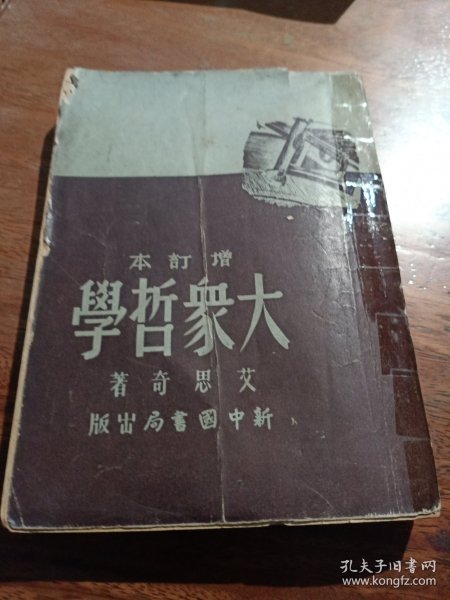 增訂本
大衆哲學
艾思奇著
新中國書局出版
孔夫子旧书网
www.kongfz.com